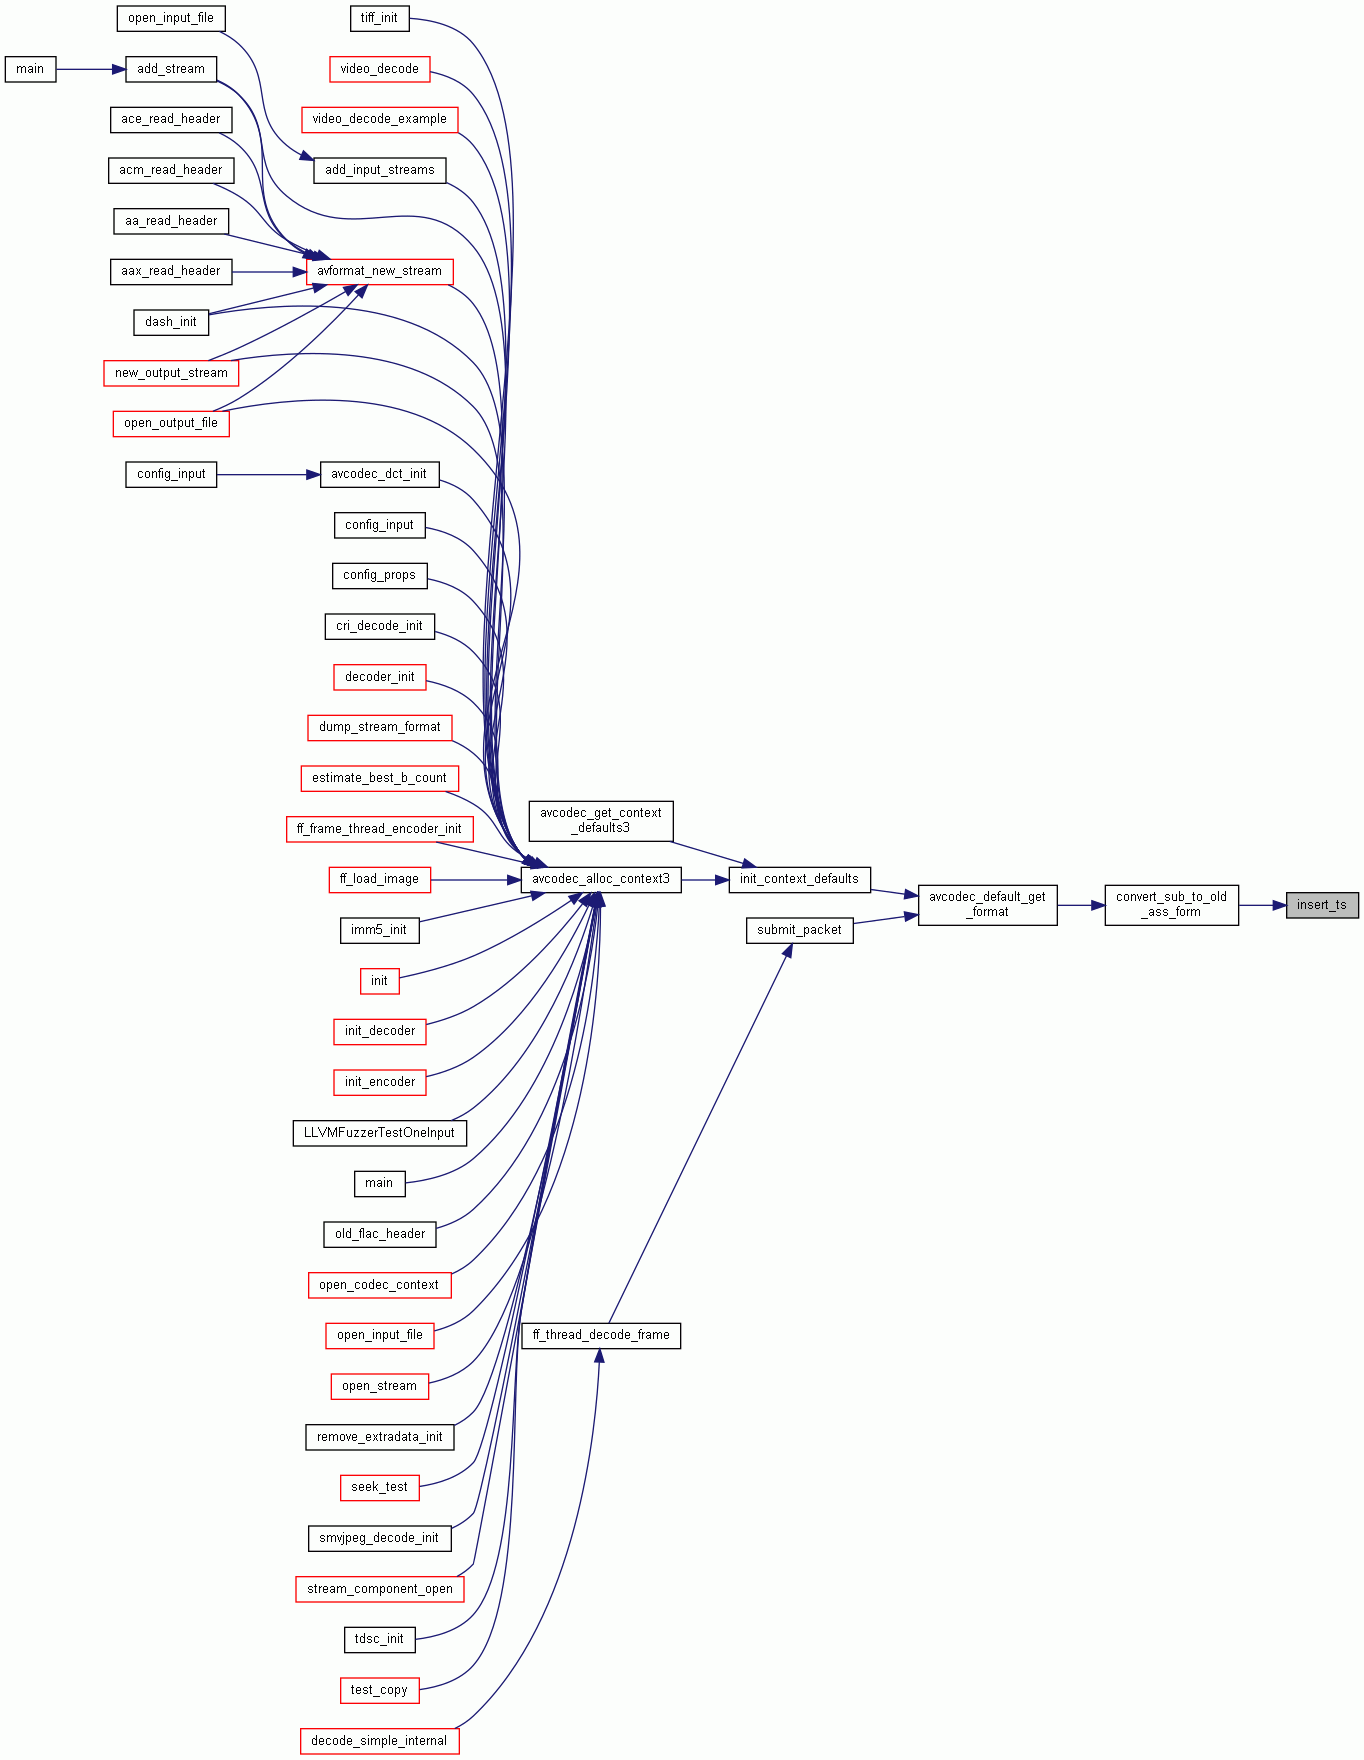 open_input_file
tiff_init
main
add_stream
video_decode
ace_read_header
video_decode_example
acm_read_header
add_input_streams
aa_read_header
aax_read_header
avformat_new_stream
dash_init
new_output_stream
open_output_file
config_input
avcodec_dct_init
config_input
config_props
cri_decode_init
decoder_init
dump_stream_format
estimate_best_b_count
avcodec_get_context
_defaults3
ff_frame_thread_encoder_init
ff_load_image
avcodec_alloc_context3
init_context_defaults
avcodec_default_get
_format
convert_sub_to_old
_ass_form
insert_ts
imm5_init
submit_packet
init
init_decoder
init_encoder
LLVMFuzzerTestOneInput
main
old_flac_header
open_codec_context
open_input_file
ff_thread_decode_frame
open_stream
remove_extradata_init
seek_test
smvjpeg_decode_init
stream_component_open
tdsc_init
test_copy
decode_simple_internal